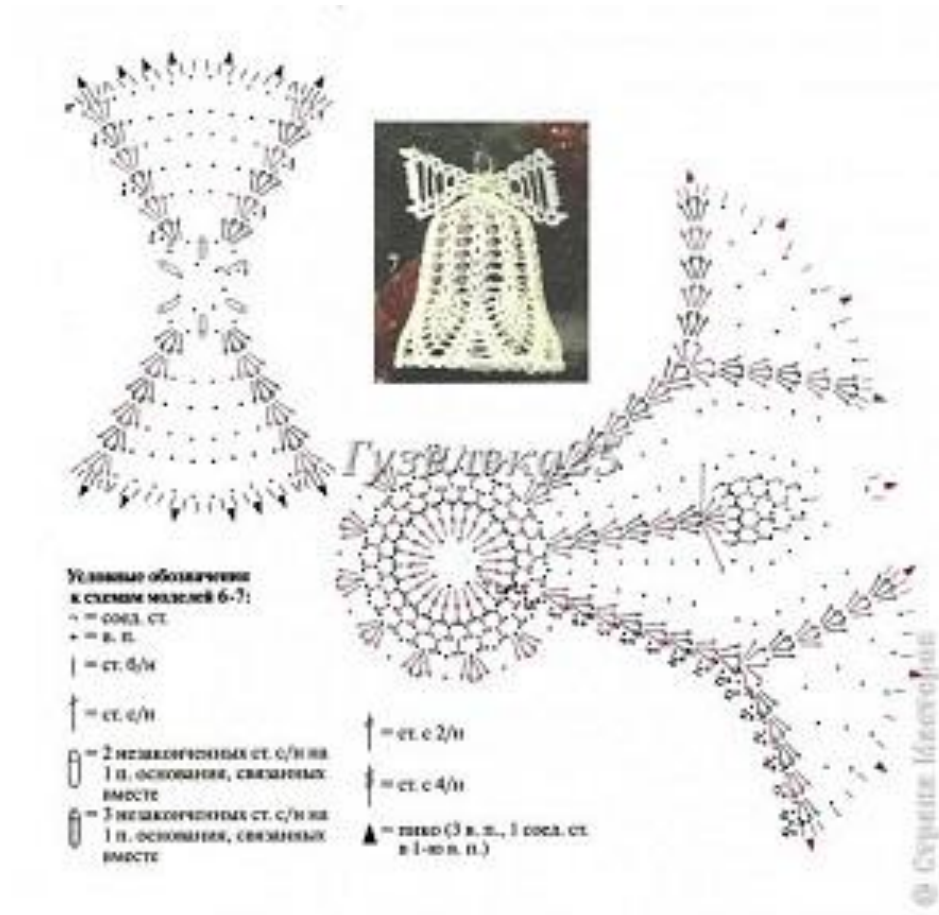 Гузелька25
Условные обозначения
к схемам моделей 6-7:
⌢ = соед. ст.
• = в. п.
| = ст. б/н
† = ст. с/н
= 2 незаконченных ст. с/н на
1 п. основания, связанных
вместе
= 3 незаконченных ст. с/н на
1 п. основания, связанных
вместе
= ст. с 2/н
= ст. с 4/н
▲ = пико (3 в. п., 1 соед. ст.
в 1-ю в. п.)
© Страна Мастеров